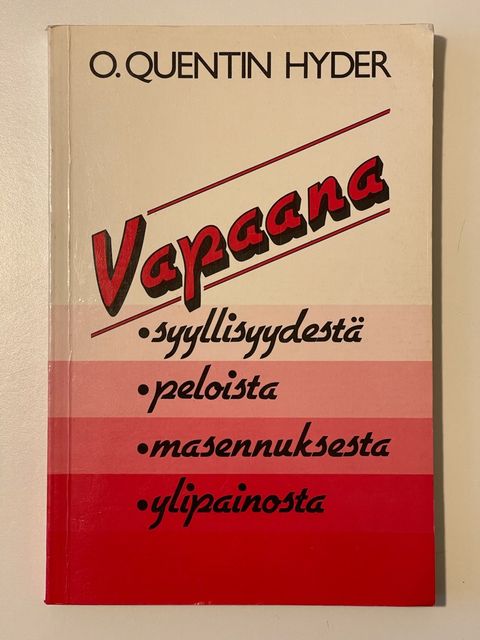 O. QUENTIN HYDER
Vapaana
•syyllisyydestä
•peloista
•masennuksesta
•ylipainosta